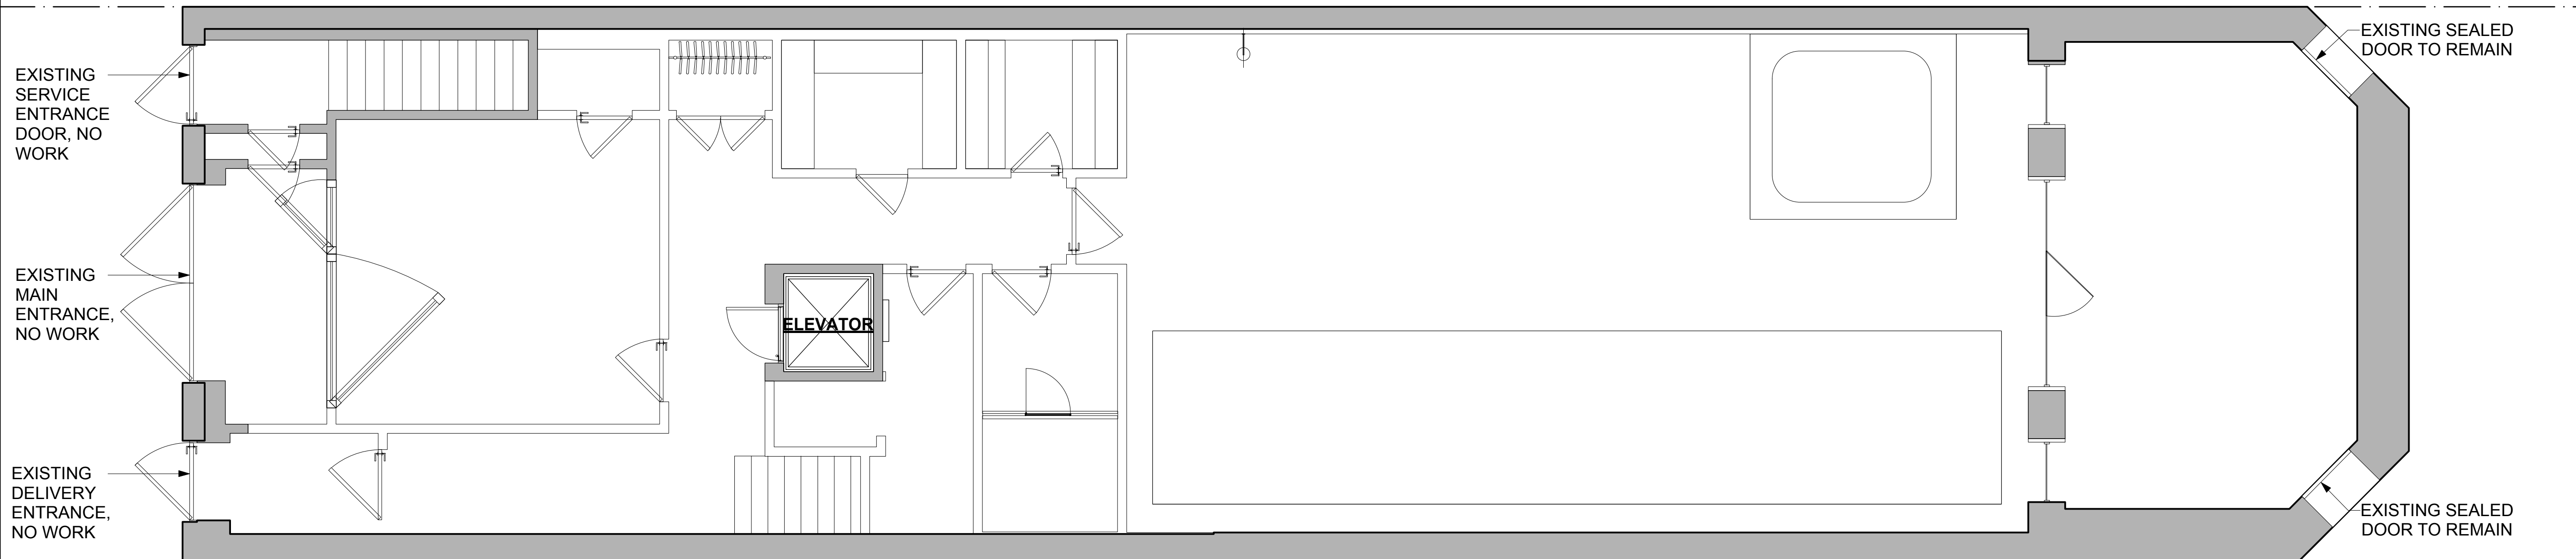 EXISTING
SERVICE
ENTRANCE
DOOR, NO
WORK
EXISTING
MAIN
ENTRANCE,
NO WORK
EXISTING
DELIVERY
ENTRANCE,
NO WORK
ELEVATOR
EXISTING SEALED
DOOR TO REMAIN
EXISTING SEALED
DOOR TO REMAIN